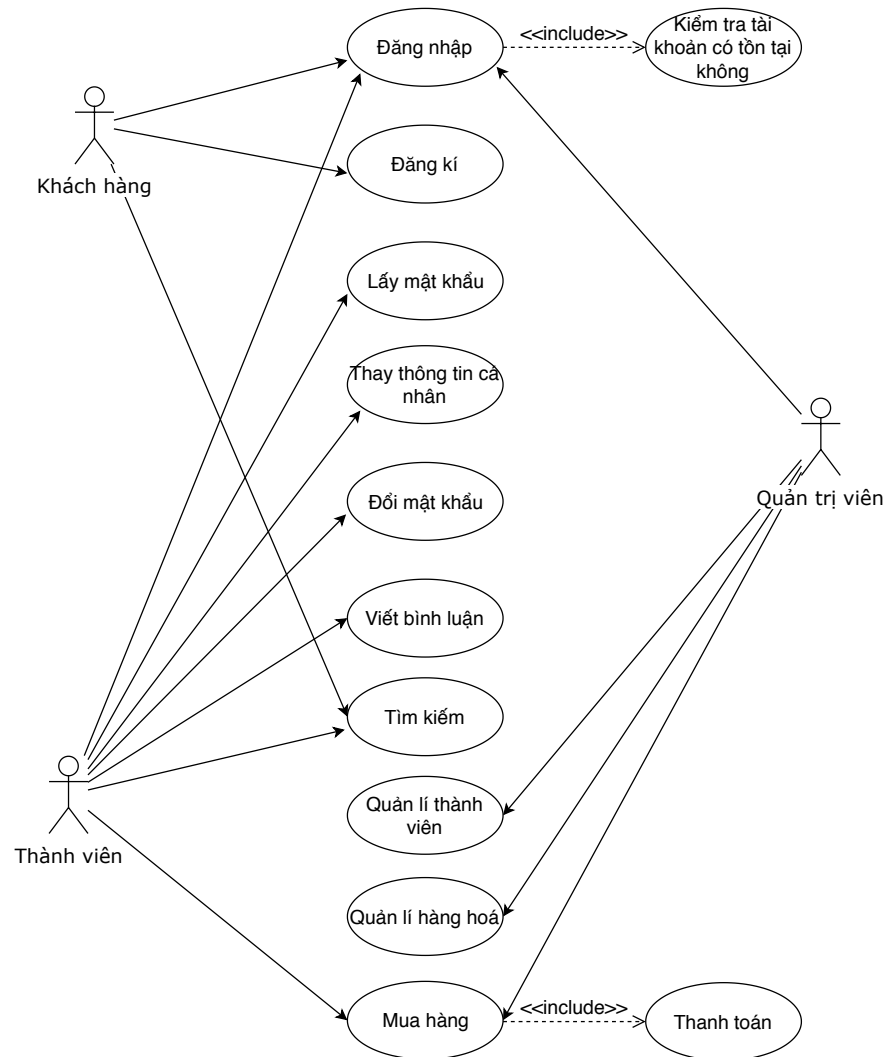 Đăng nhập
<<include>>
Kiểm tra tài
khoản có tồn tại
không
Khách hàng
Đăng kí
Lấy mật khẩu
Thay thông tin cá
nhân
Quản trị viên
Đổi mật khẩu
Viết bình luận
Tìm kiếm
Thành viên
Quản lí thành
viên
Quản lí hàng hoá
Mua hàng
<<include>>
Thanh toán